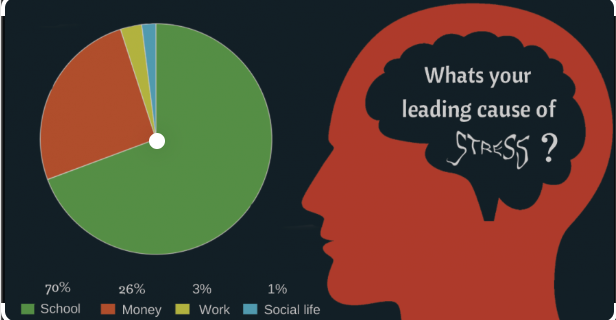 Whats your
leading cause of
STRESS ?
70% 26% 3% 1%
School Money Work Social life